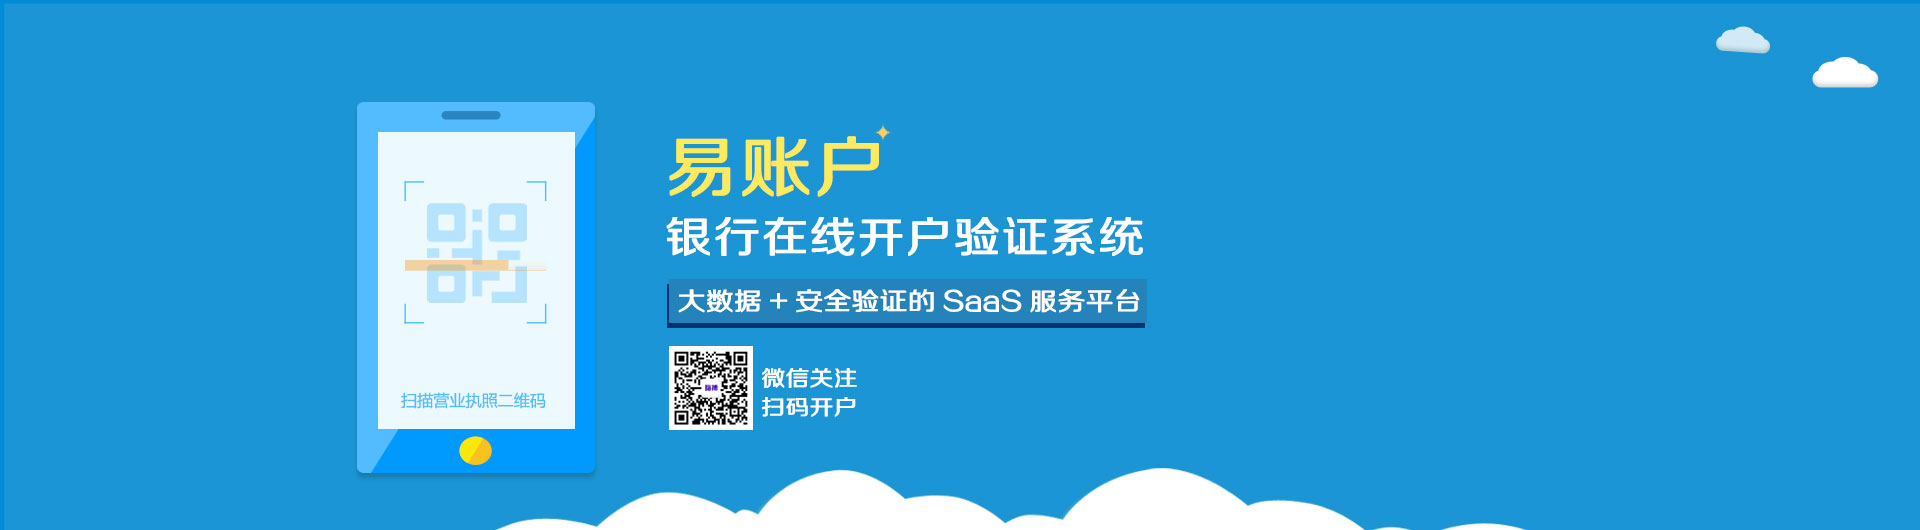 易账户
银行在线开户验证系统
大数据 + 安全验证的 SaaS 服务平台
微信关注
扫码开户
扫描营业执照二维码